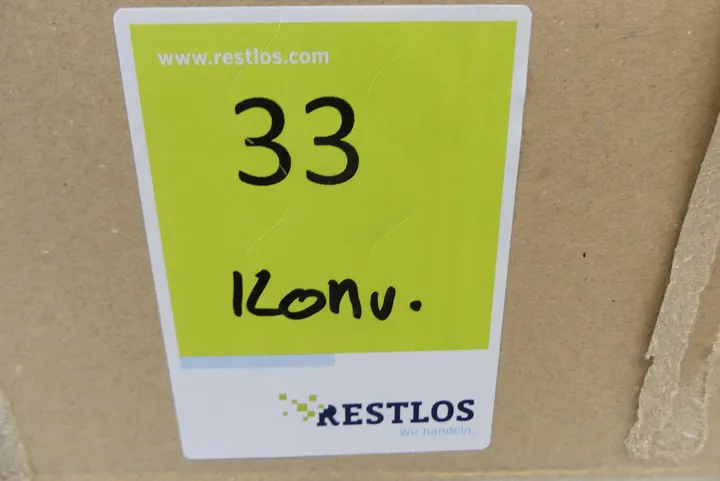 www.restlos.com
33
Konv.
RESTLOS
Wir handeln.